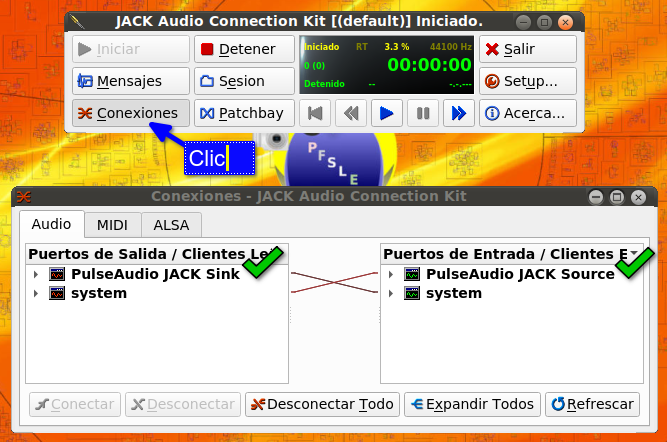 JACK Audio Connection Kit [(default)] Iniciado.
Iniciar
Detener
Iniciado RT 3.3 % 44100 Hz
0 (0) 00:00:00
Detenido -- -.-.---
Salir
Mensajes
Sesion
Setup...
Conexiones
Patchbay
Acerca...
Clic
PFSLE
Conexiones - JACK Audio Connection Kit
Audio MIDI ALSA
Puertos de Salida / Clientes Le
Puertos de Entrada / Clientes E
PulseAudio JACK Sink
PulseAudio JACK Source
system
system
Conectar
Desconectar
Desconectar Todo
Expandir Todos
Refrescar